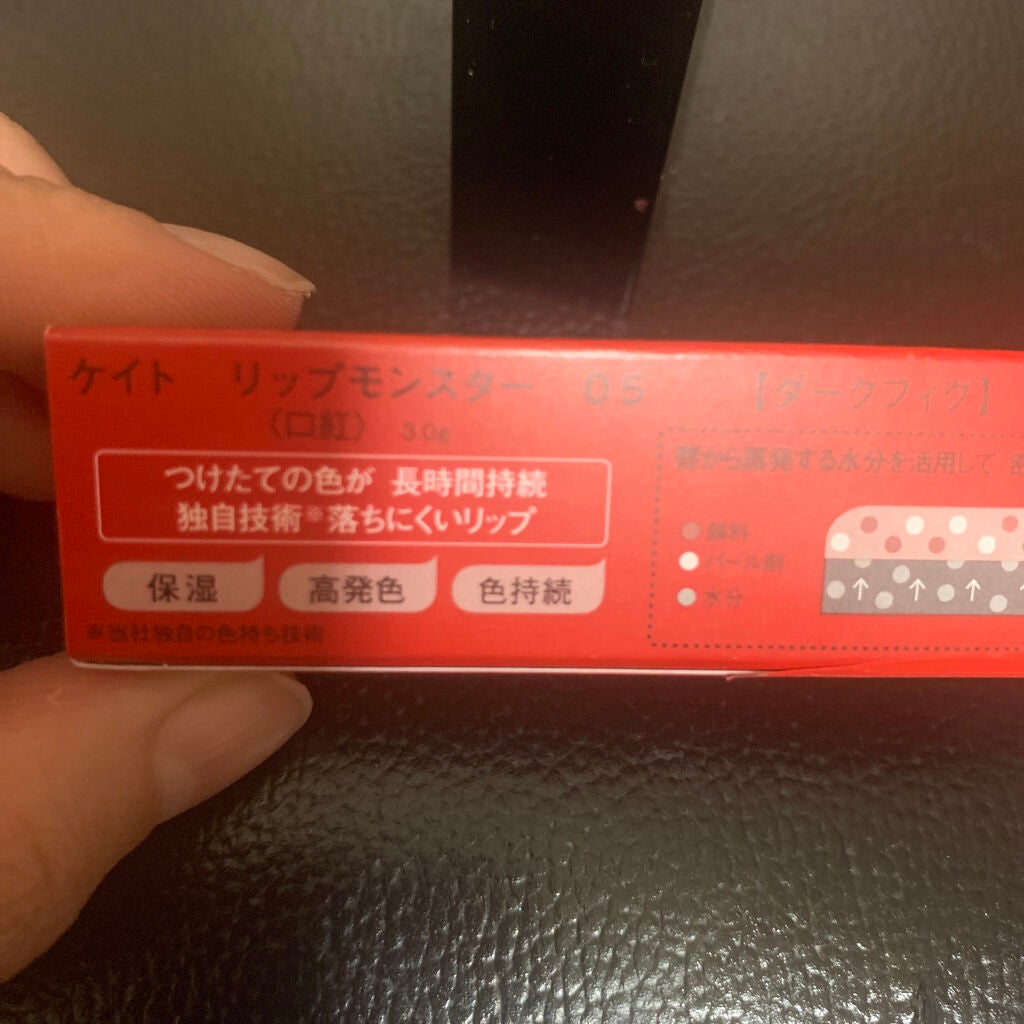 ケイト リップモンスター 05 【ダークフィグ】
〈口紅〉 3.0g
つけたての色が 長時間持続
独自技術※落ちにくいリップ
保湿
高発色
色持続
※当社独自の色持ち技術
唇から蒸発する水分を活用して
顔料
パール剤
水分